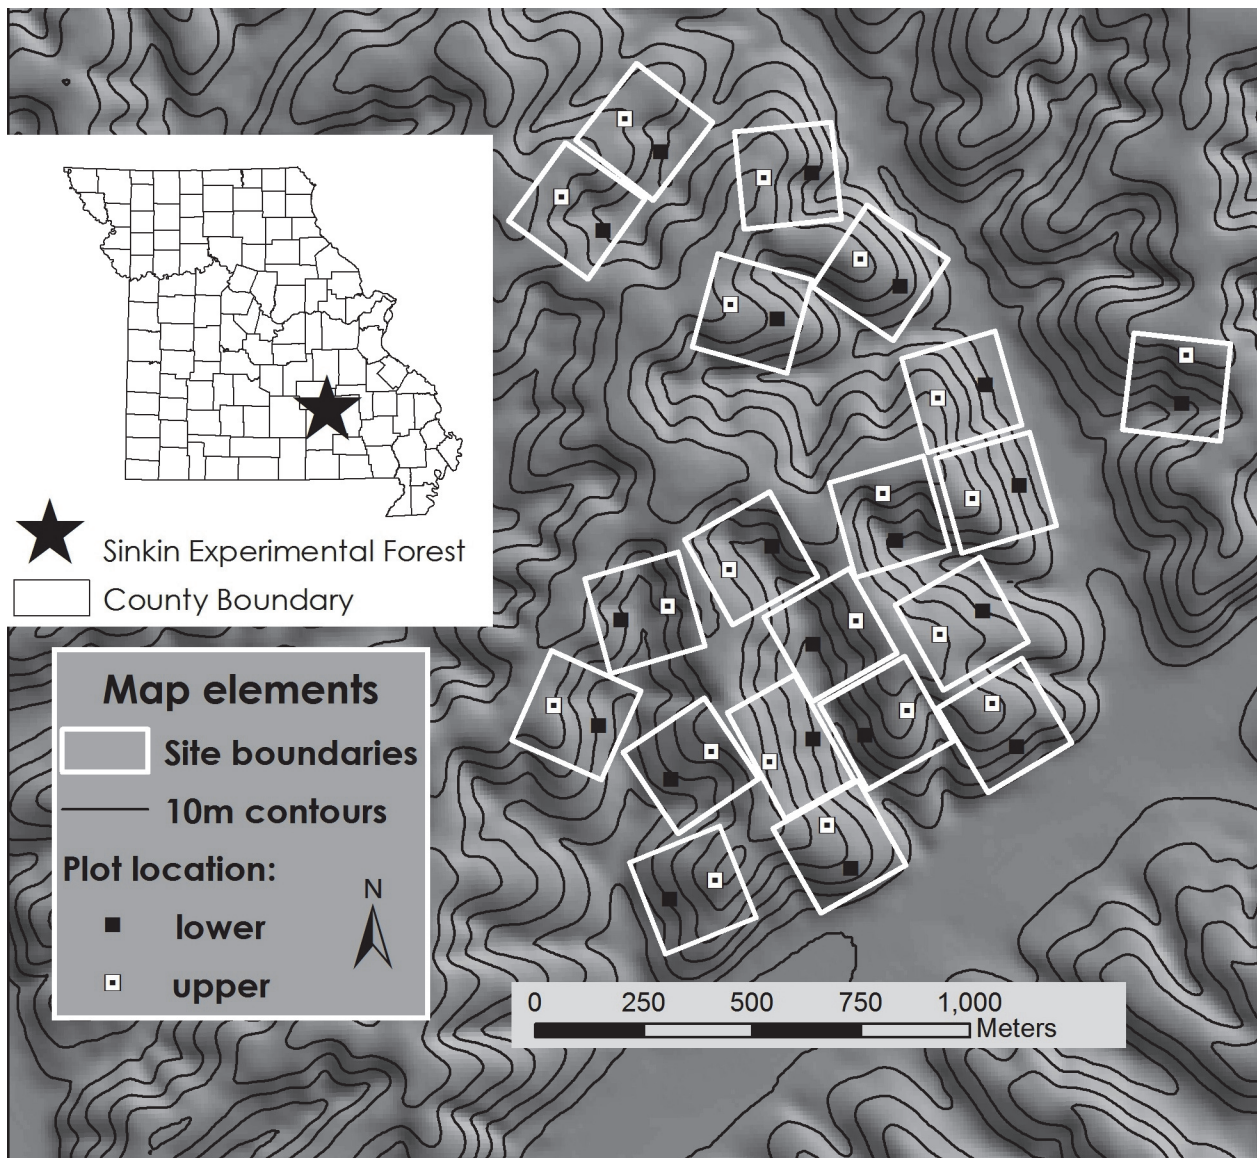 Sinkin Experimental Forest
County Boundary
Map elements
Site boundaries
10m contours
Plot location:
lower
upper
N
0 250 500 750 1,000
Meters